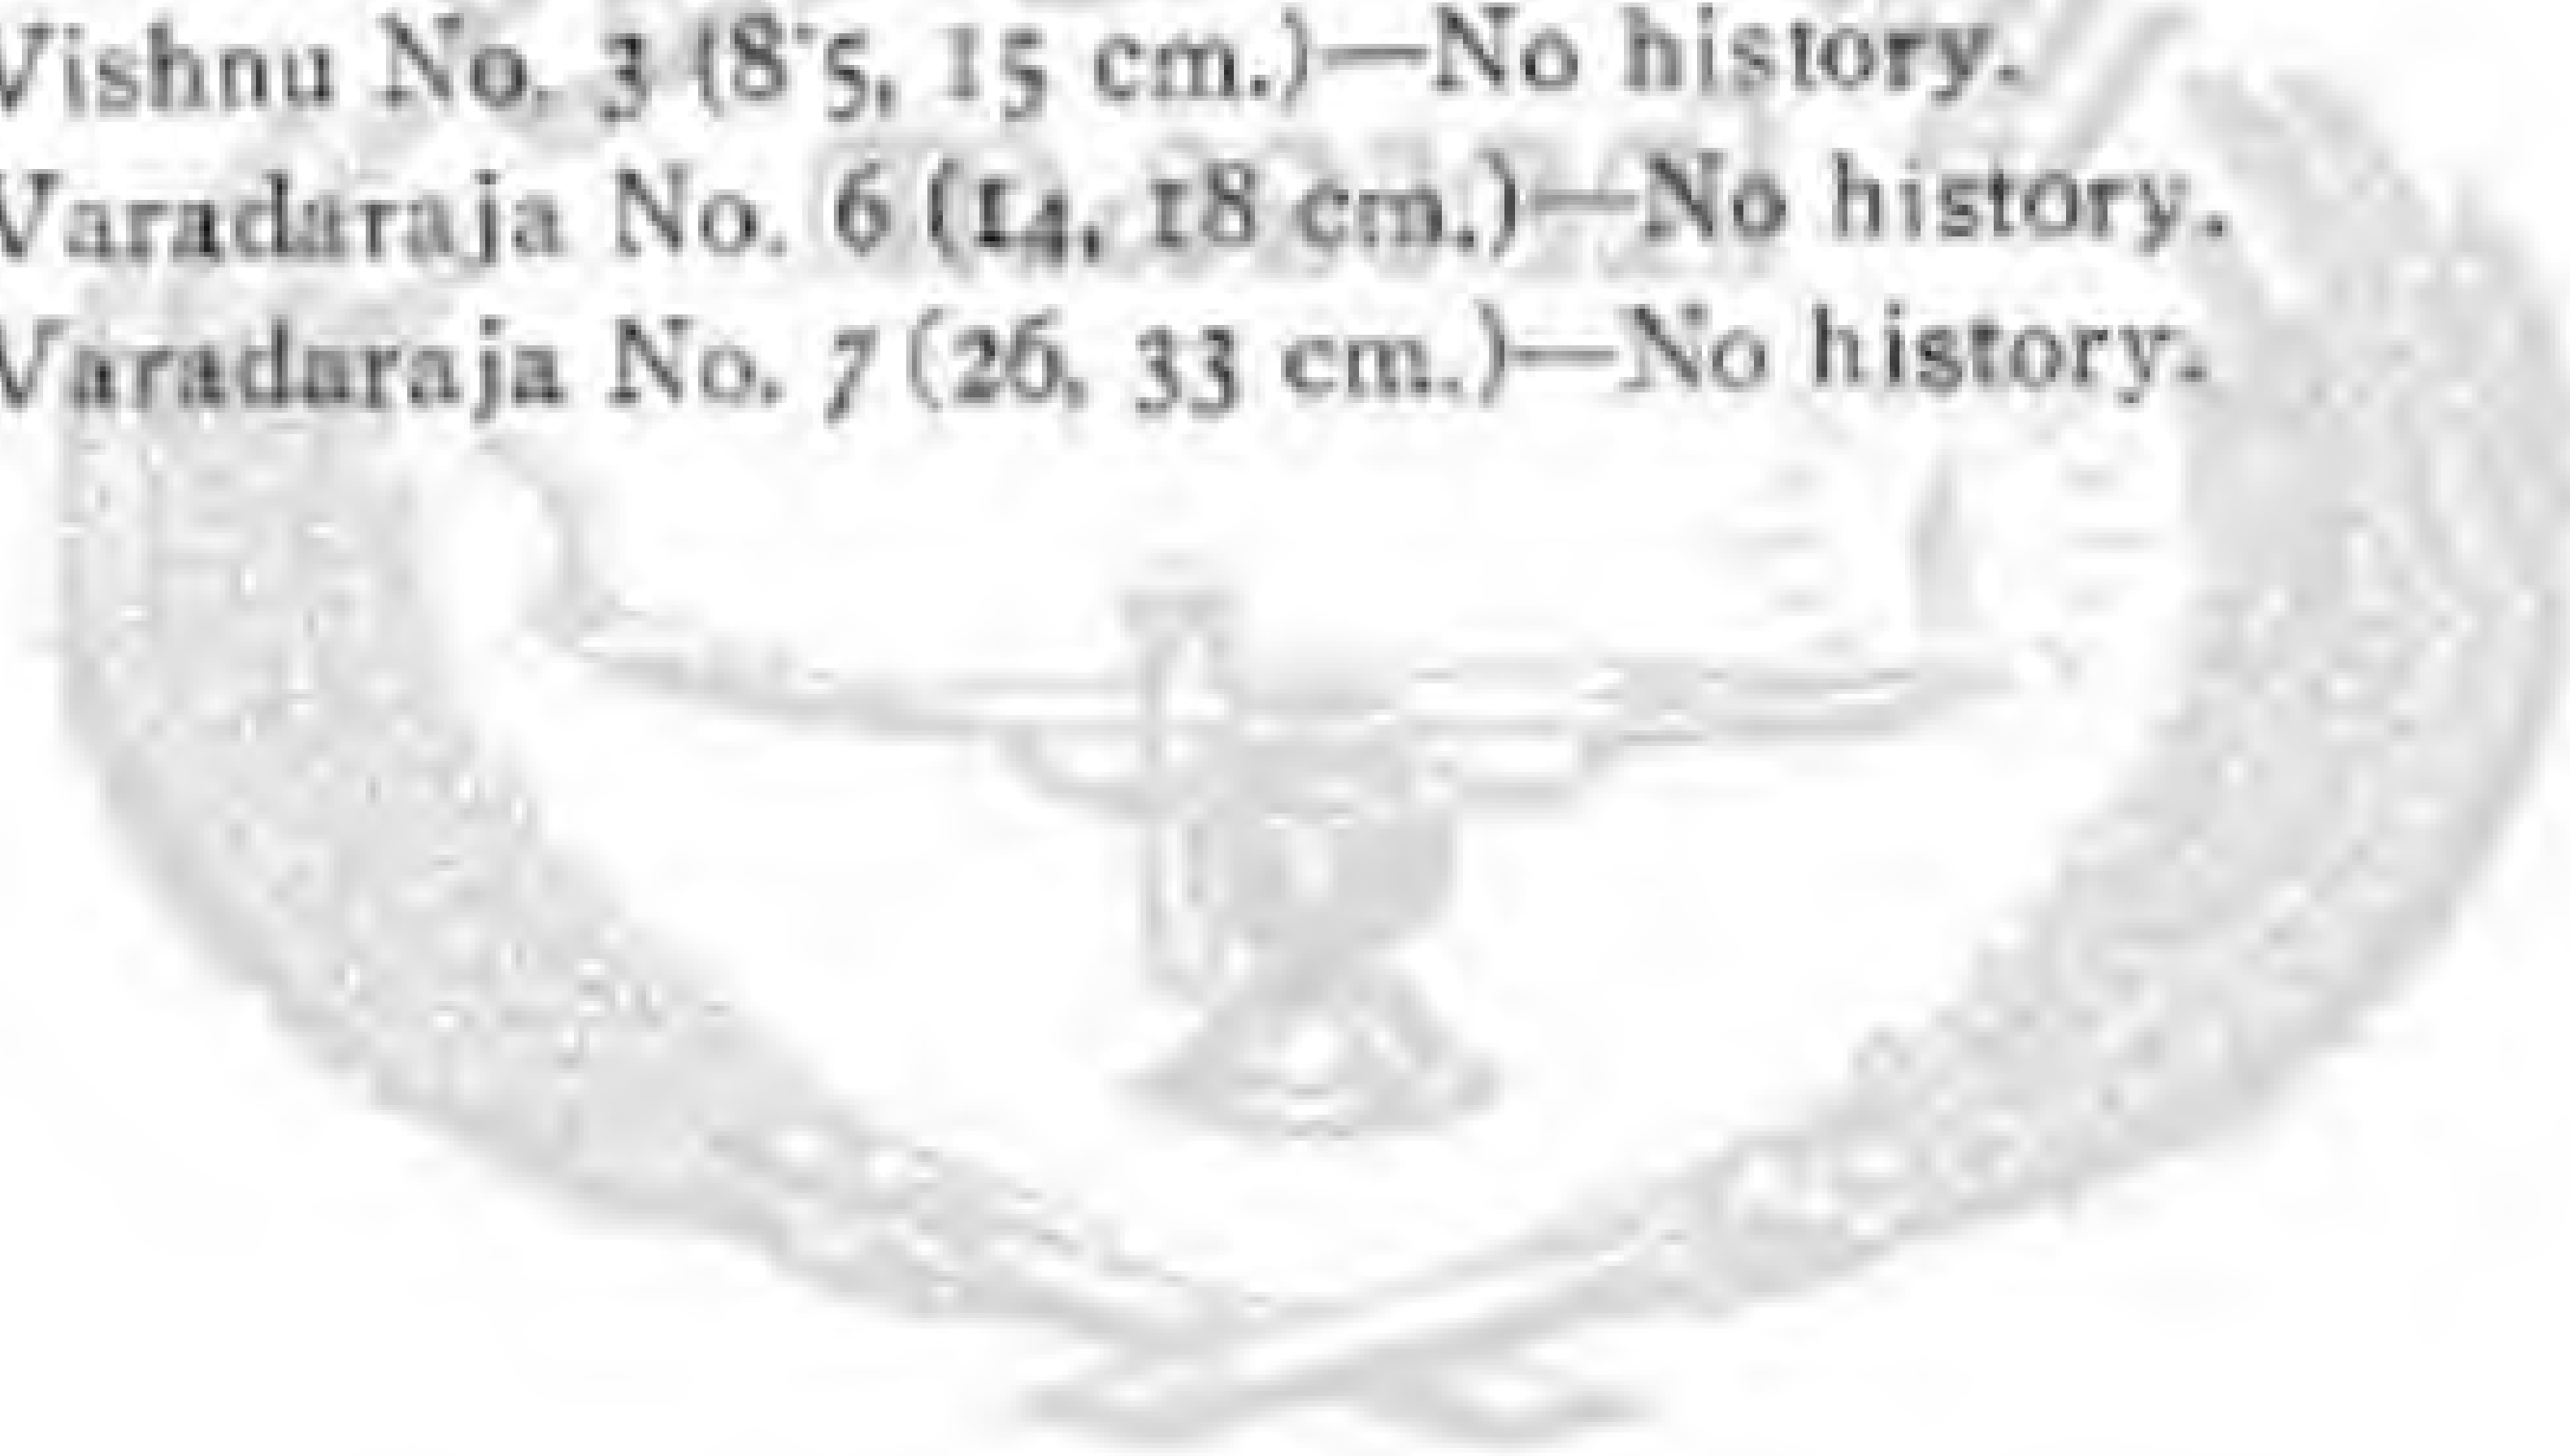 Vishnu No. 3 (8·5, 15 cm.)—No history.
Varadaraja No. 6 (14, 18 cm.)—No history.
Varadaraja No. 7 (26, 33 cm.)—No history.